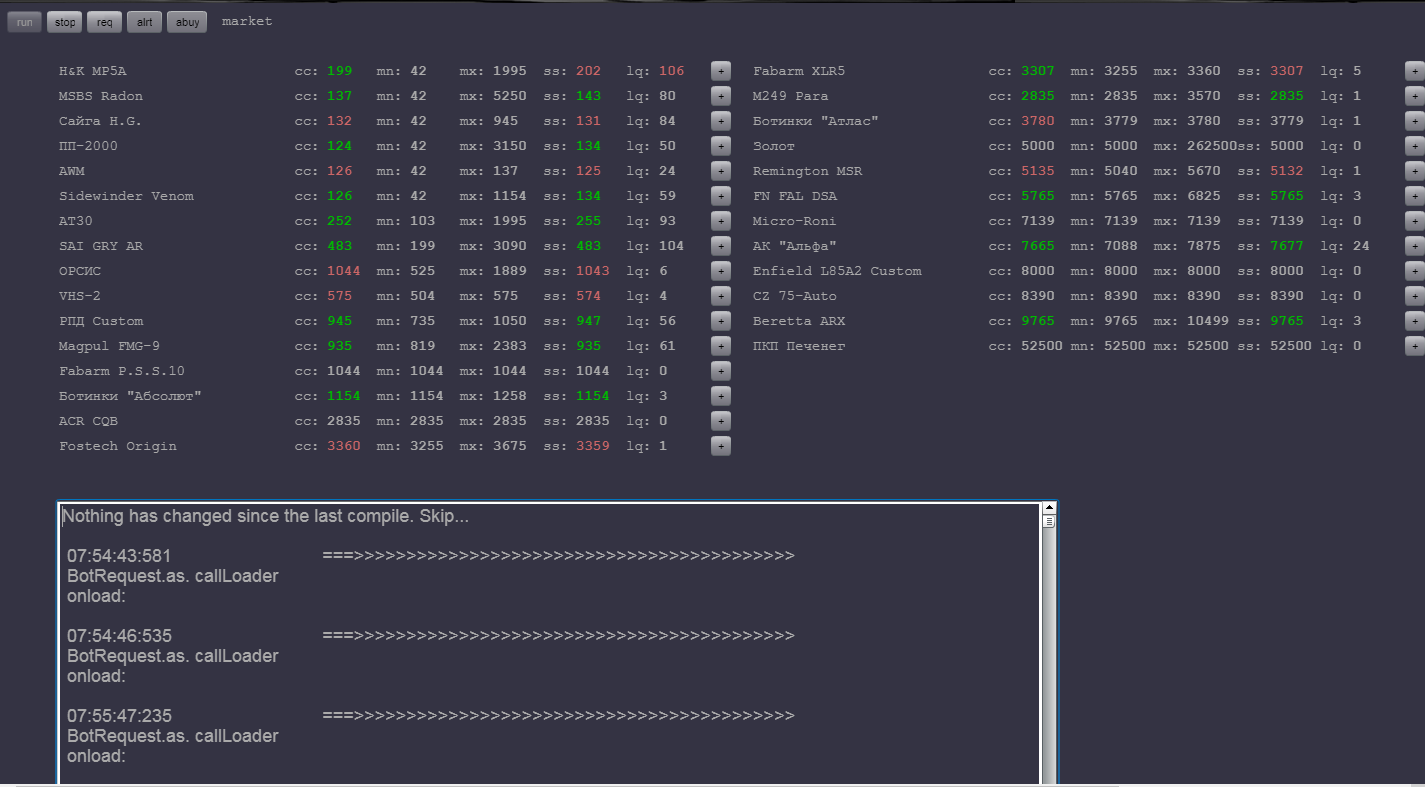 run stop req alrt abuy market
H&K MP5A cc: 199 mn: 42 mx: 1995 ss: 202 lq: 106 +
MSBS Radon cc: 137 mn: 42 mx: 5250 ss: 143 lq: 80 +
Сайга Н.G. cc: 132 mn: 42 mx: 945 ss: 131 lq: 84 +
ПП-2000 cc: 124 mn: 42 mx: 3150 ss: 134 lq: 50 +
AWM cc: 126 mn: 42 mx: 137 ss: 125 lq: 24 +
Sidewinder Venom cc: 126 mn: 42 mx: 1154 ss: 134 lq: 59 +
AT30 cc: 252 mn: 103 mx: 1995 ss: 255 lq: 93 +
SAI GRY AR cc: 483 mn: 199 mx: 3090 ss: 483 lq: 104 +
ОРСИС cc: 1044 mn: 525 mx: 1889 ss: 1043 lq: 6 +
VHS-2 cc: 575 mn: 504 mx: 575 ss: 574 lq: 4 +
РПД Custom cc: 945 mn: 735 mx: 1050 ss: 947 lq: 56 +
Magpul FMG-9 cc: 935 mn: 819 mx: 2383 ss: 935 lq: 61 +
Fabarm P.S.S.10 cc: 1044 mn: 1044 mx: 1044 ss: 1044 lq: 0 +
Ботинки "Абсолют" cc: 1154 mn: 1154 mx: 1258 ss: 1154 lq: 3 +
ACR CQB cc: 2835 mn: 2835 mx: 2835 ss: 2835 lq: 0 +
Fostech Origin cc: 3360 mn: 3255 mx: 3675 ss: 3359 lq: 1 +
Fabarm XLR5 cc: 3307 mn: 3255 mx: 3360 ss: 3307 lq: 5 +
M249 Para cc: 2835 mn: 2835 mx: 3570 ss: 2835 lq: 1 +
Ботинки "Атлас" cc: 3780 mn: 3779 mx: 3780 ss: 3779 lq: 1 +
Золот cc: 5000 mn: 5000 mx: 262500ss: 5000 lq: 0 +
Remington MSR cc: 5135 mn: 5040 mx: 5670 ss: 5132 lq: 1 +
FN FAL DSA cc: 5765 mn: 5765 mx: 6825 ss: 5765 lq: 3 +
Micro-Roni cc: 7139 mn: 7139 mx: 7139 ss: 7139 lq: 0 +
АК "Альфа" cc: 7665 mn: 7088 mx: 7875 ss: 7677 lq: 24 +
Enfield L85A2 Custom cc: 8000 mn: 8000 mx: 8000 ss: 8000 lq: 0 +
CZ 75-Auto cc: 8390 mn: 8390 mx: 8390 ss: 8390 lq: 0 +
Beretta ARX cc: 9765 mn: 9765 mx: 10499 ss: 9765 lq: 3 +
ПКП Печенег cc: 52500 mn: 52500 mx: 52500 ss: 52500 lq: 0 +
Nothing has changed since the last compile. Skip...
07:54:43:581 ===>>>>>>>>>>>>>>>>>>>>>>>>>>>>>>>>>>>>>>>>>>
BotRequest.as. callLoader
onload:
07:54:46:535 ===>>>>>>>>>>>>>>>>>>>>>>>>>>>>>>>>>>>>>>>>>>
BotRequest.as. callLoader
onload:
07:55:47:235 ===>>>>>>>>>>>>>>>>>>>>>>>>>>>>>>>>>>>>>>>>>>
BotRequest.as. callLoader
onload: